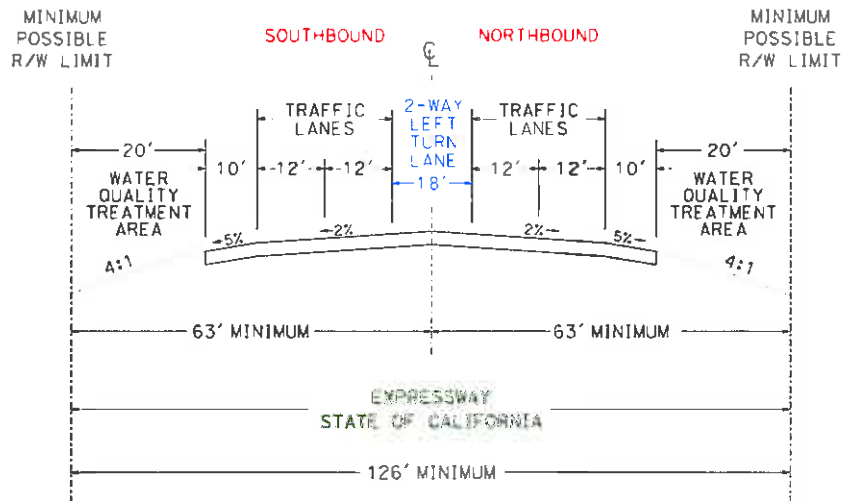 MINIMUM
POSSIBLE
R/W LIMIT
SOUTHBOUND
℄
NORTHBOUND
MINIMUM
POSSIBLE
R/W LIMIT
TRAFFIC
LANES
2-WAY
LEFT
TURN
LANE
18'
TRAFFIC
LANES
20'
10'
12'
12'
12'
12'
10'
20'
WATER
QUALITY
TREATMENT
AREA
WATER
QUALITY
TREATMENT
AREA
4:1
5%
2%
2%
5%
4:1
63' MINIMUM
63' MINIMUM
EXPRESSWAY
STATE OF CALIFORNIA
126' MINIMUM